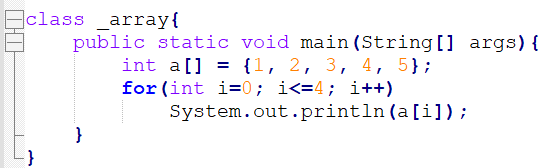 class _array{
    public static void main(String[] args){
        int a[] = {1, 2, 3, 4, 5};
        for(int i=0; i<=4; i++)
            System.out.println(a[i]);
    }
}